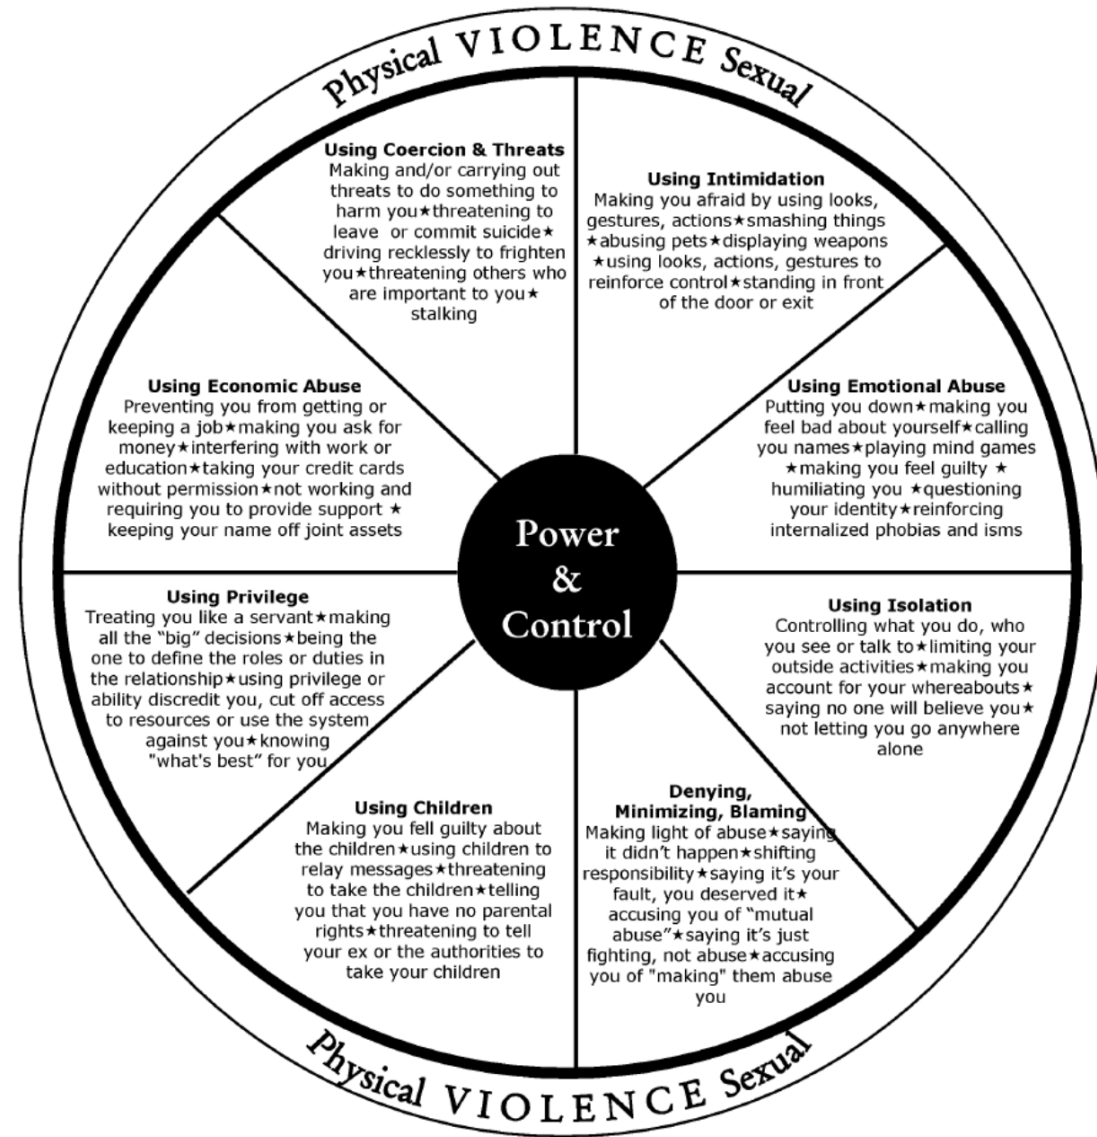 Physical VIOLENCE Sexual
Using Coercion & Threats
Making and/or carrying out
threats to do something to
harm you★threatening to
leave or commit suicide★
driving recklessly to frighten
you★threatening others who
are important to you★
stalking
Using Intimidation
Making you afraid by using looks,
gestures, actions★smashing things
★abusing pets★displaying weapons
★using looks, actions, gestures to
reinforce control★standing in front
of the door or exit
Using Economic Abuse
Preventing you from getting or
keeping a job★making you ask for
money★interfering with work or
education★taking your credit cards
without permission★not working and
requiring you to provide support ★
keeping your name off joint assets
Using Emotional Abuse
Putting you down★making you
feel bad about yourself★calling
you names★playing mind games
★making you feel guilty ★
humiliating you ★questioning
your identity★reinforcing
internalized phobias and isms
Power
&
Control
Using Privilege
Treating you like a servant★making
all the “big” decisions★being the
one to define the roles or duties in
the relationship★using privilege or
ability discredit you, cut off access
to resources or use the system
against you★knowing
"what's best” for you
Using Isolation
Controlling what you do, who
you see or talk to★limiting your
outside activities★making you
account for your whereabouts★
saying no one will believe you★
not letting you go anywhere
alone
Using Children
Making you fell guilty about
the children★using children to
relay messages★threatening
to take the children★telling
you that you have no parental
rights★threatening to tell
your ex or the authorities to
take your children
Denying,
Minimizing, Blaming
Making light of abuse★saying
it didn’t happen★shifting
responsibility★saying it’s your
fault, you deserved it★
accusing you of “mutual
abuse”★saying it’s just
fighting, not abuse★accusing
you of "making" them abuse
you
Physical VIOLENCE Sexual